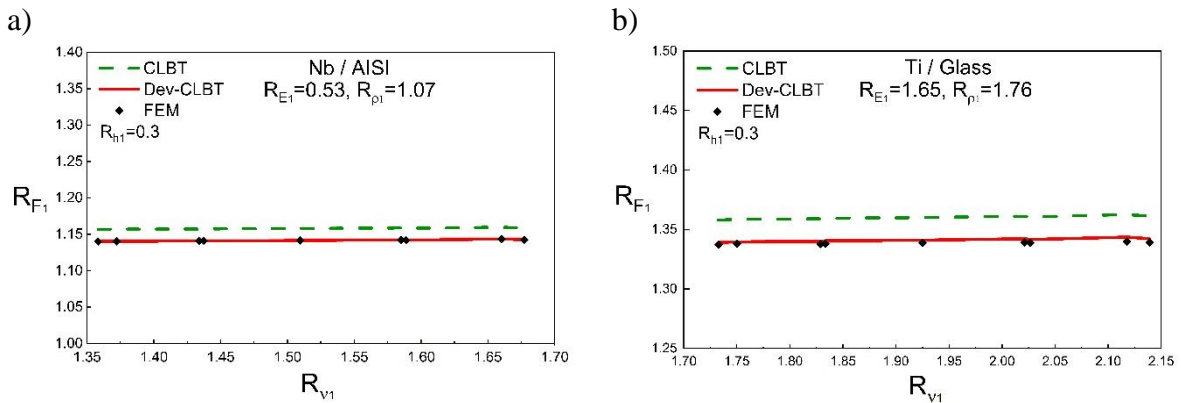 a)
1.40
1.35
1.30
1.25
1.20
1.15
1.10
1.05
1.00
R_F1
CLBT
Dev-CLBT
FEM
R_h1=0.3
Nb / AISI
R_E1=0.53, R_ρ1=1.07
1.35 1.40 1.45 1.50 1.55 1.60 1.65 1.70
R_ν1
b)
1.50
1.45
1.40
1.35
1.30
1.25
R_F1
CLBT
Dev-CLBT
FEM
R_h1=0.3
Ti / Glass
R_E1=1.65, R_ρ1=1.76
1.70 1.75 1.80 1.85 1.90 1.95 2.00 2.05 2.10 2.15
R_ν1